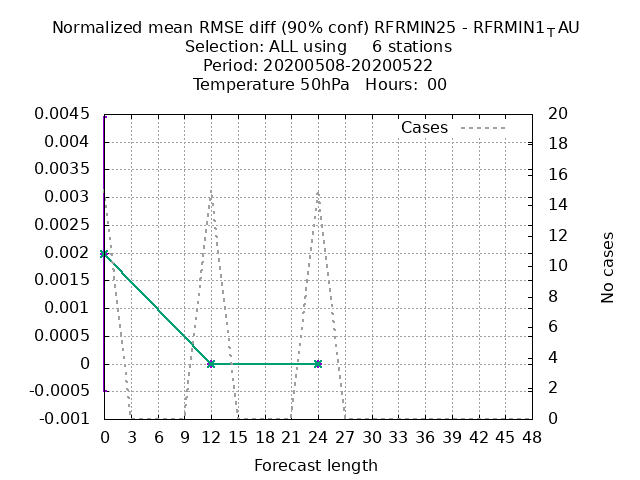 Normalized mean RMSE diff (90% conf) RFRMIN25 - RFRMIN1TAU
Selection: ALL using     6 stations
Period: 20200508-20200522
Temperature 50hPa   Hours:  00
Cases
0.0045
0.004
0.0035
0.003
0.0025
0.002
0.0015
0.001
0.0005
0
-0.0005
-0.001
20
18
16
14
12
10
8
6
4
2
0
No cases
0 3 6 9 12 15 18 21 24 27 30 33 36 39 42 45 48
Forecast length